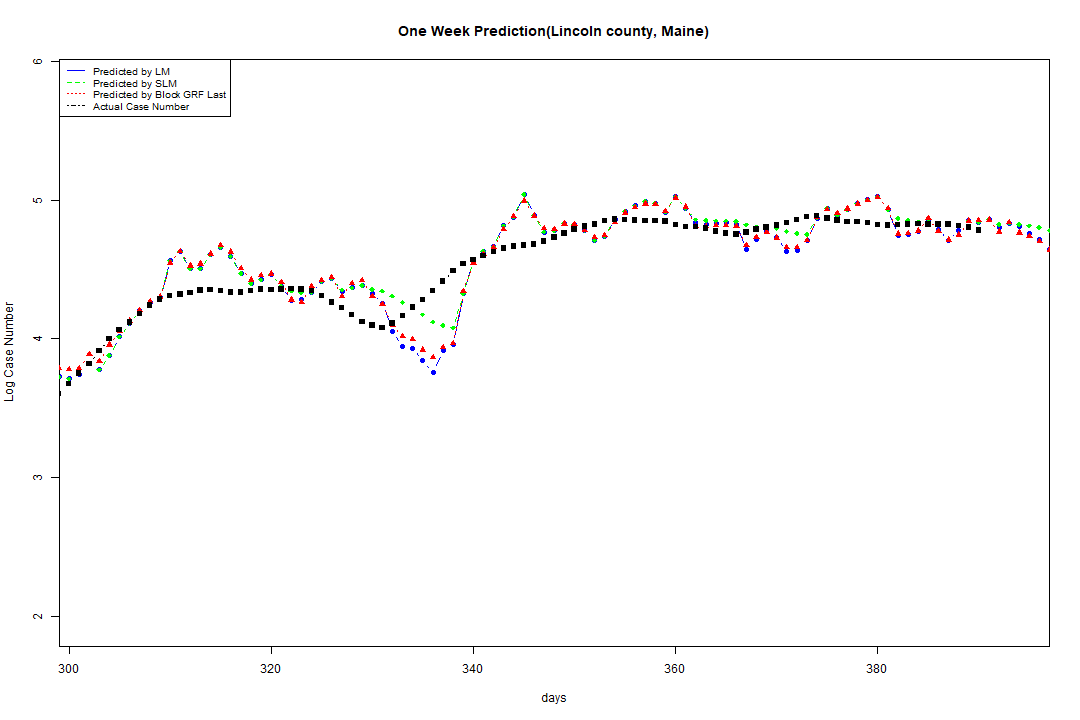 One Week Prediction(Lincoln county, Maine)
Predicted by LM
Predicted by SLM
Predicted by Block GRF Last
Actual Case Number
6
5
4
3
2
Log Case Number
300 320 340 360 380
days